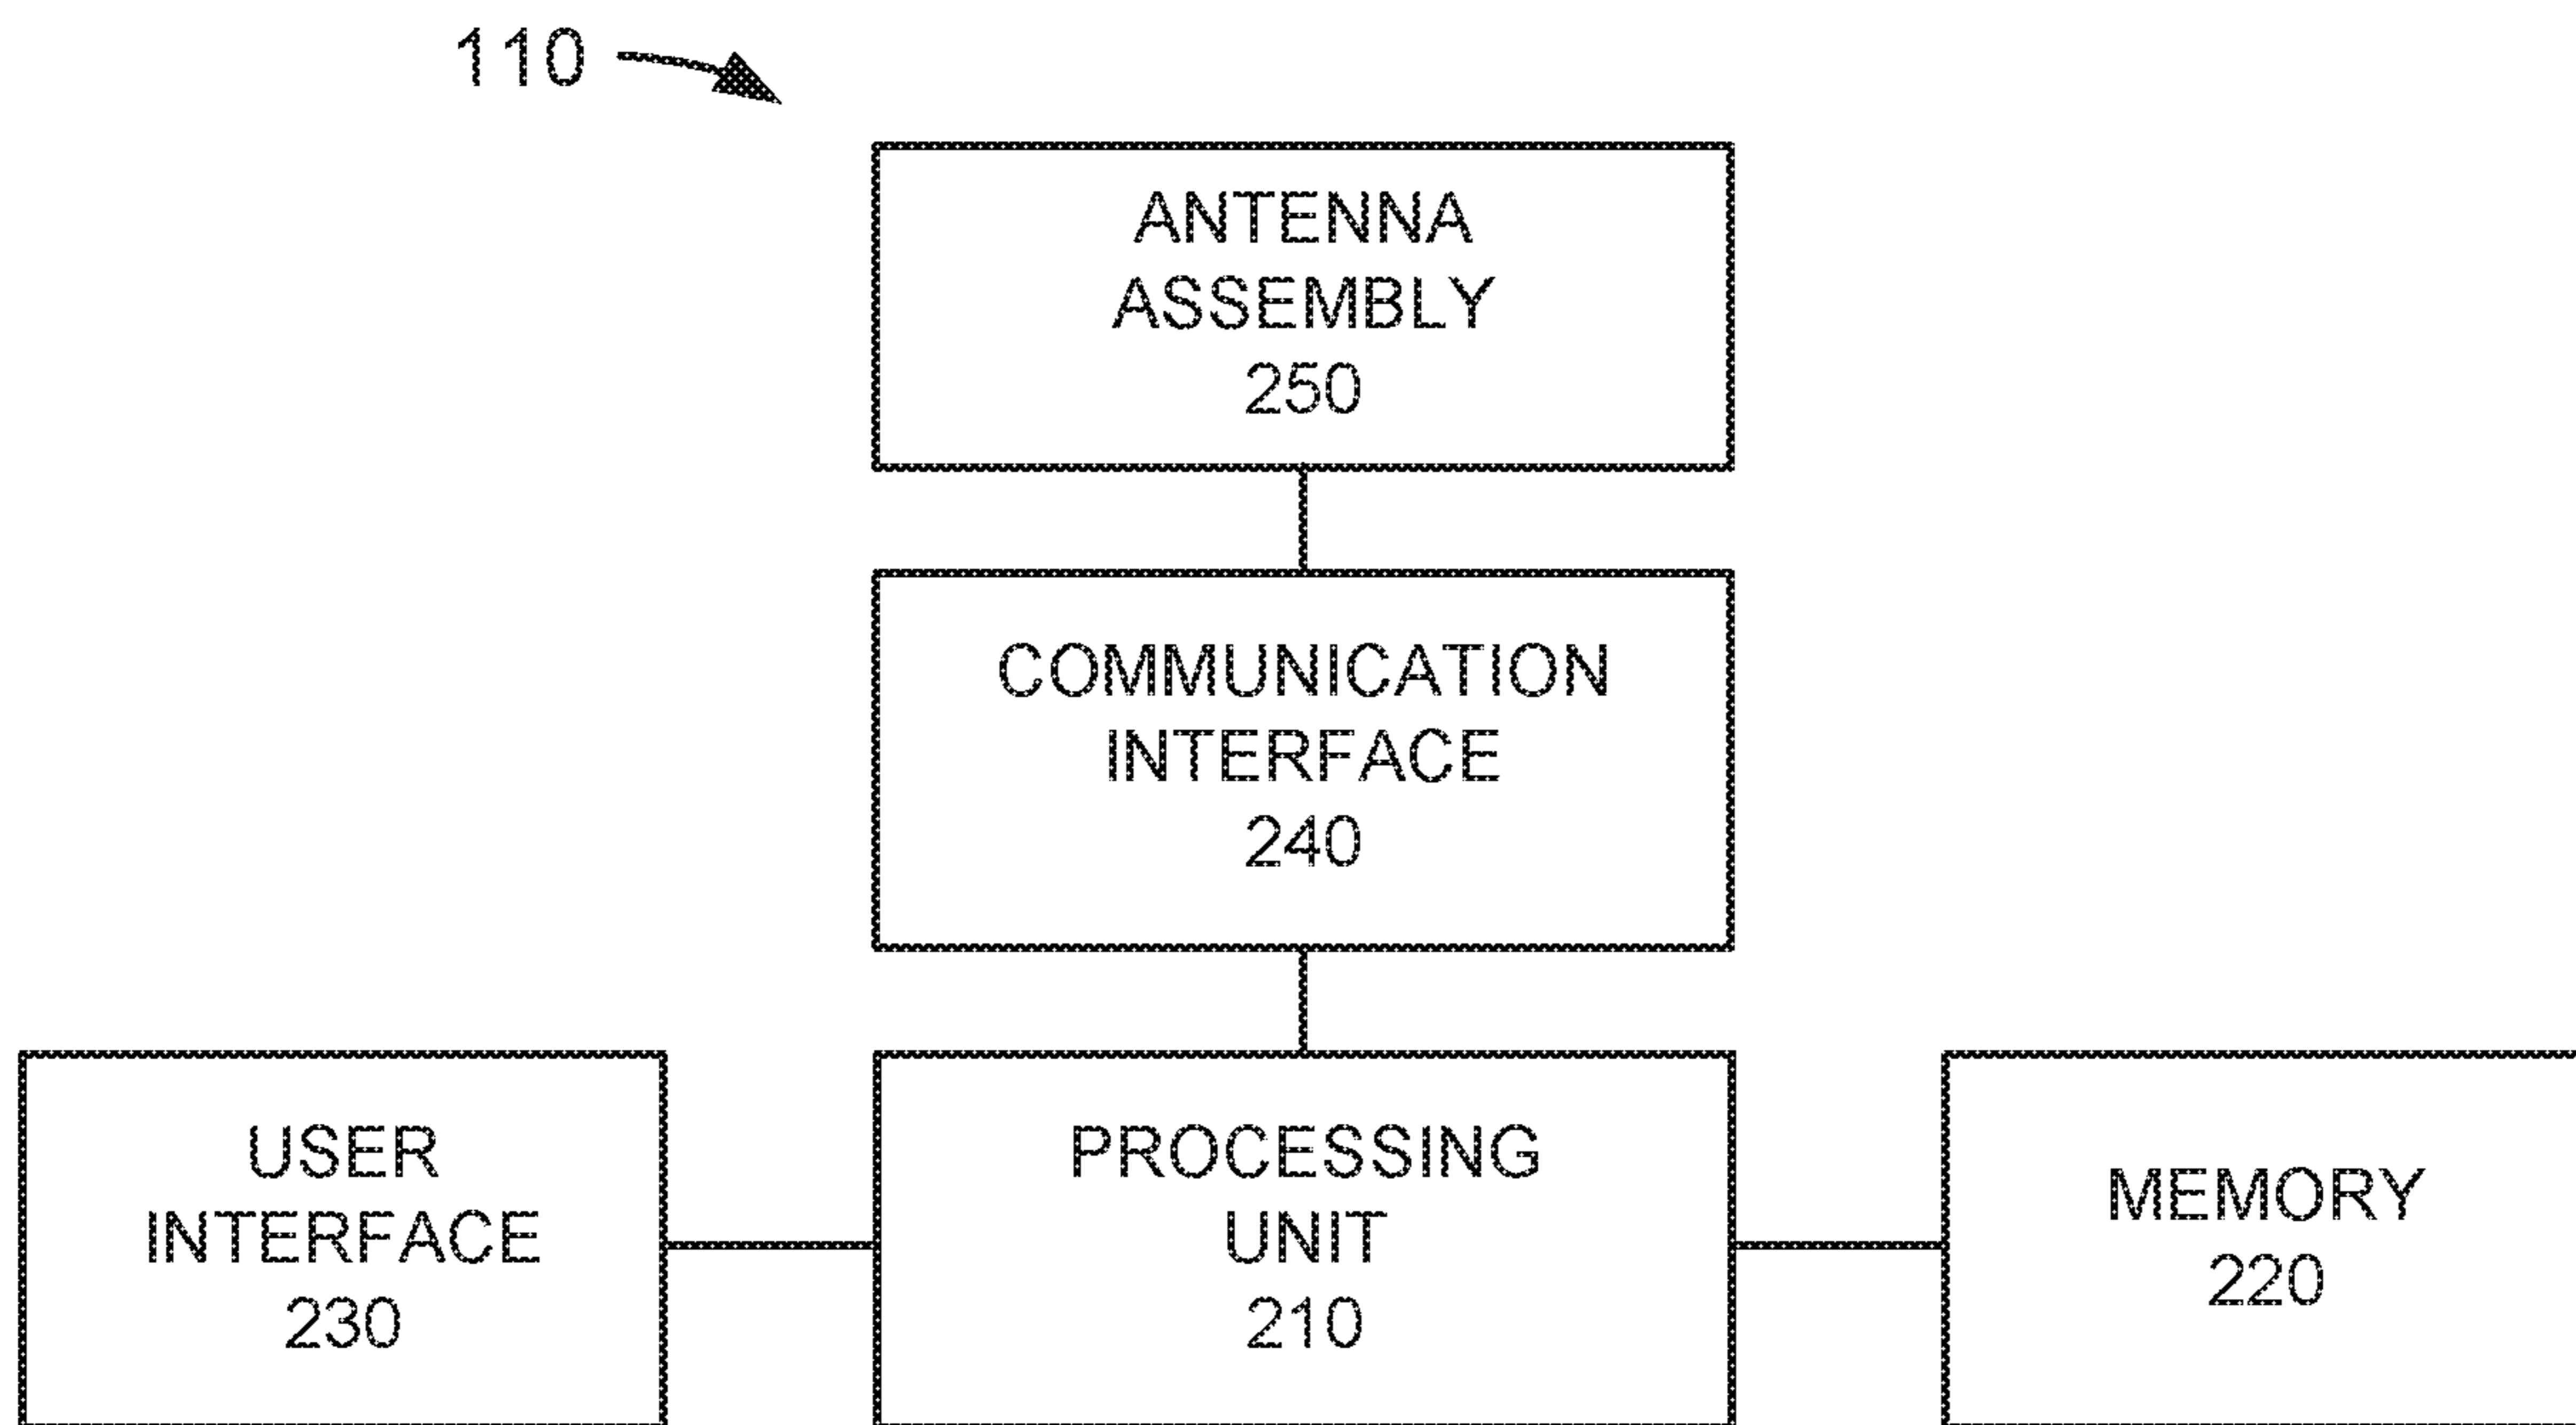 110
ANTENNA
ASSEMBLY
250
COMMUNICATION
INTERFACE
240
USER
INTERFACE
230
PROCESSING
UNIT
210
MEMORY
220